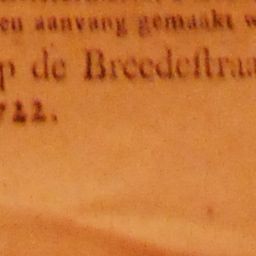 en aanvang gemaakt w
p de Breedeſtraa
722.